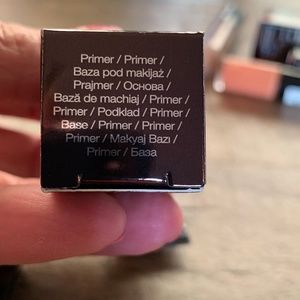 Primer / Primer /
Baza pod makijaż /
Prajmer / Основа /
Bază de machiaj / Primer /
Primer / Podklad / Primer /
Base / Primer / Primer /
Primer / Makyaj Bazı /
Primer / База